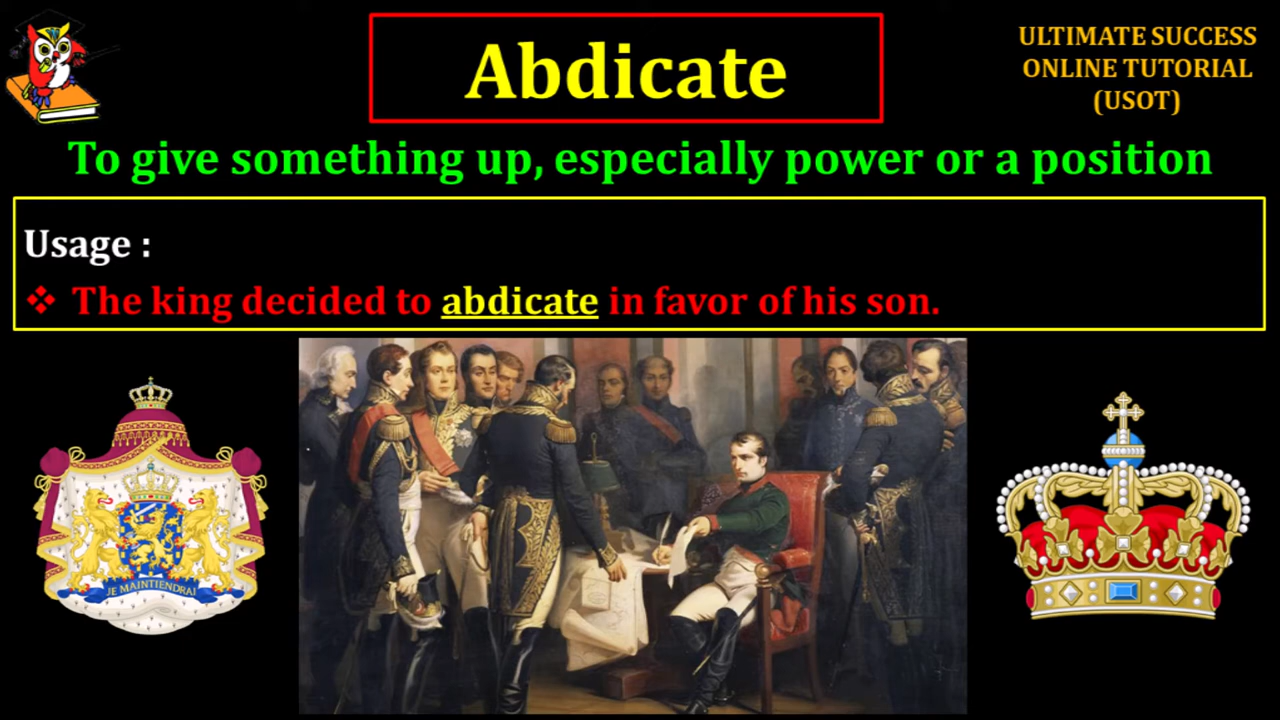 Abdicate
ULTIMATE SUCCESS
ONLINE TUTORIAL
(USOT)
To give something up, especially power or a position
Usage :
❖ The king decided to abdicate in favor of his son.
JE MAINTIENDRAI